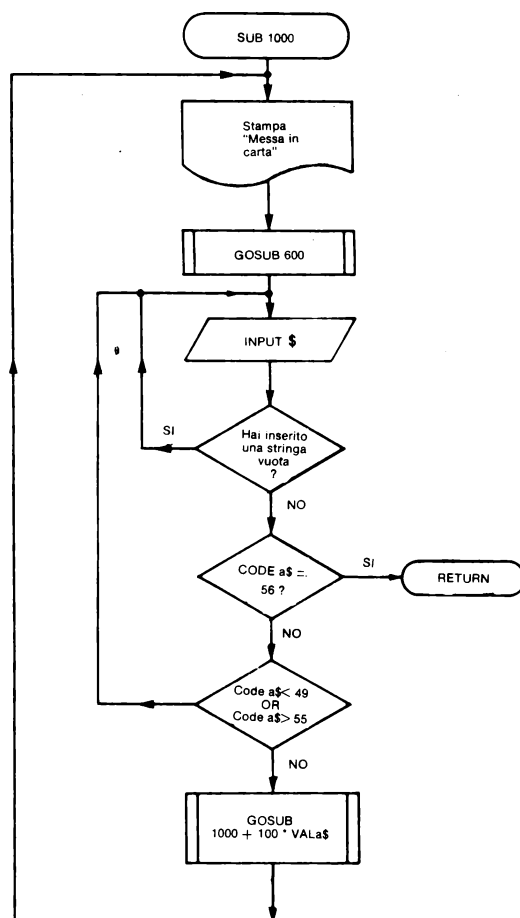 SUB 1000
Stampa
"Messa in
carta"
GOSUB 600
INPUT $
SI
Hai inserito
una stringa
vuota
?
NO
CODE a$ =
56 ?
SI
RETURN
NO
Code a$< 49
OR
Code a$> 55
NO
GOSUB
1000 + 100 * VALa$